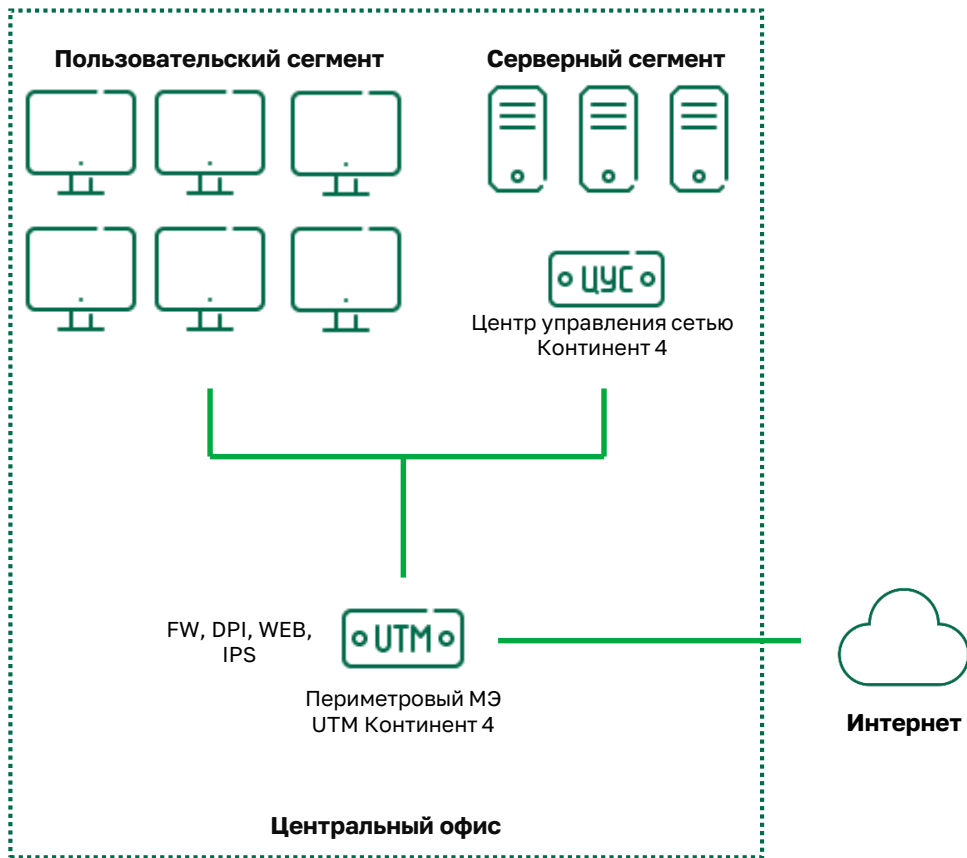 Пользовательский сегмент
Серверный сегмент
ЦУС
Центр управления сетью
Континент 4
FW, DPI, WEB,
IPS
UTM
Периметровый МЭ
UTM Континент 4
Интернет
Центральный офис